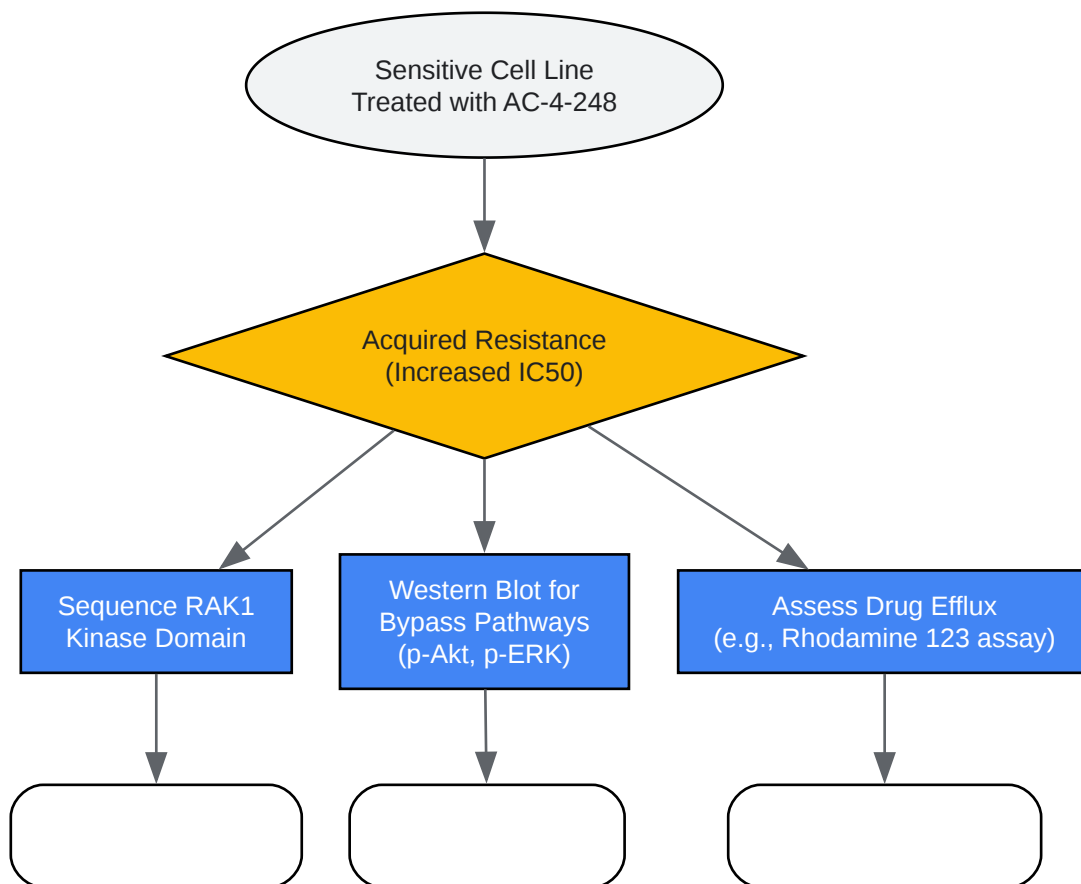 Sensitive Cell Line
Treated with AC-4-248
Acquired Resistance
(Increased IC50)
Sequence RAK1
Kinase Domain
Western Blot for
Bypass Pathways
(p-Akt, p-ERK)
Assess Drug Efflux
(e.g., Rhodamine 123 assay)